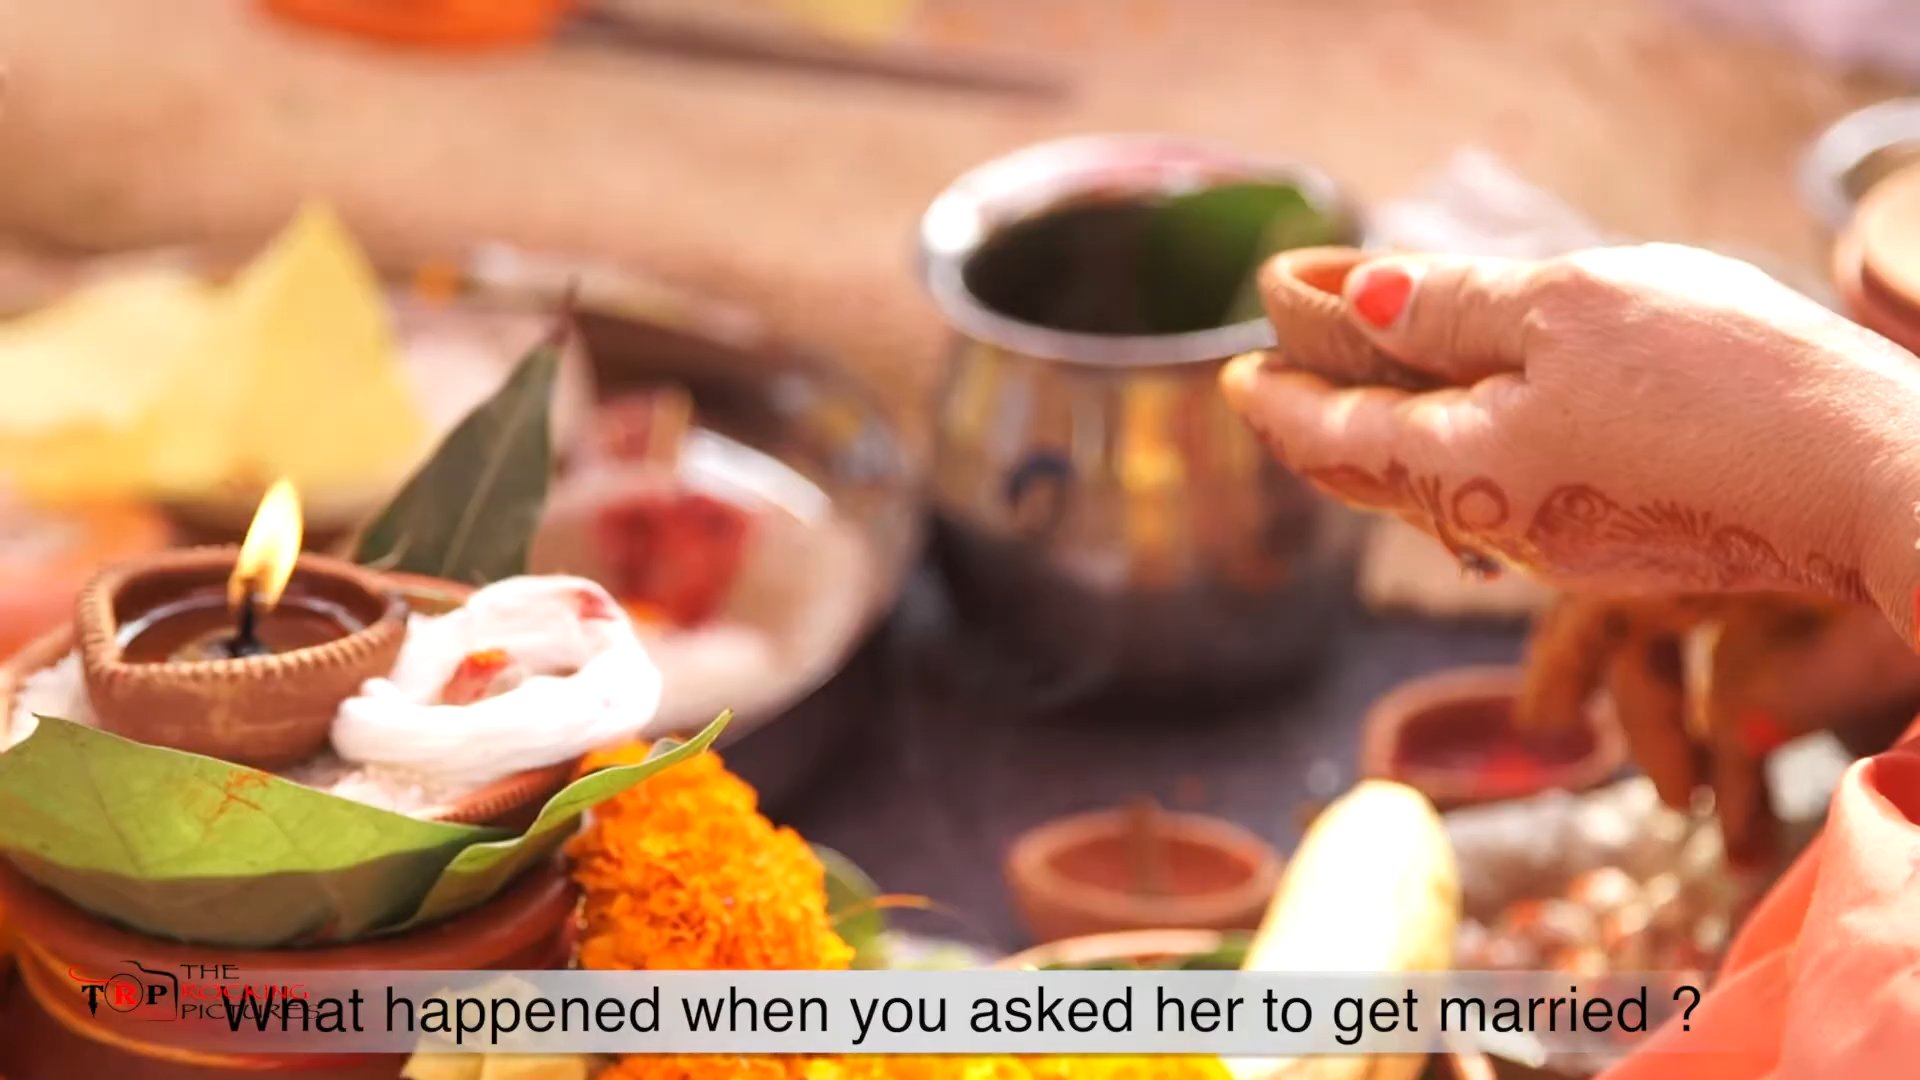 THE
TRP ROCKING
PICTURES
What happened when you asked her to get married ?